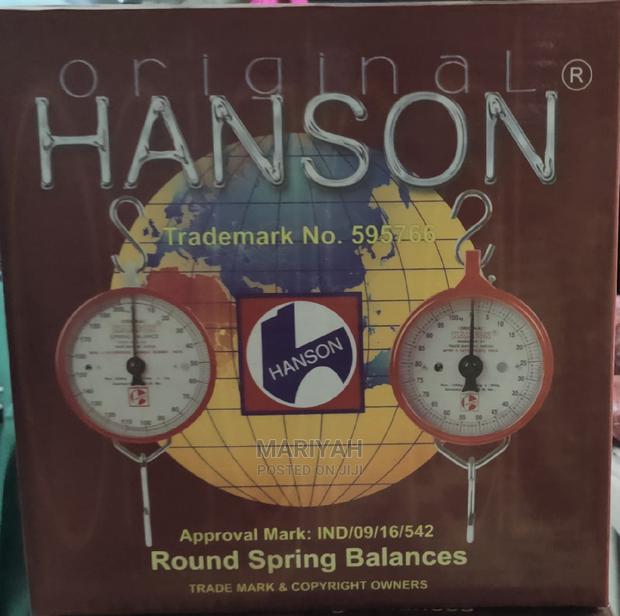 original ®
HANSON
Trademark No. 595766
HANSON
MARIYAH
POSTED ON JIJI
Approval Mark: IND/09/16/542
Round Spring Balances
TRADE MARK & COPYRIGHT OWNERS